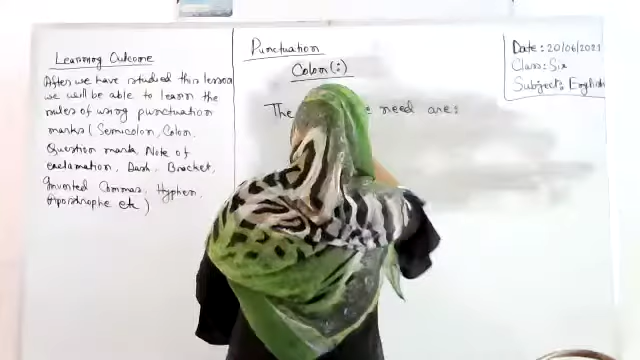 Learning Outcome
After we have studied this lesson
we will be able to learn the
rules of using punctuation
marks (Semicolon, Colon,
Question mark, Note of
exclamation, Dash, Bracket,
Invented Commas, Hyphen,
Apostrophe etc)
Punctuation
Colon (:)
The need are:
Date: 20/06/2021
Class: Six
Subject: English